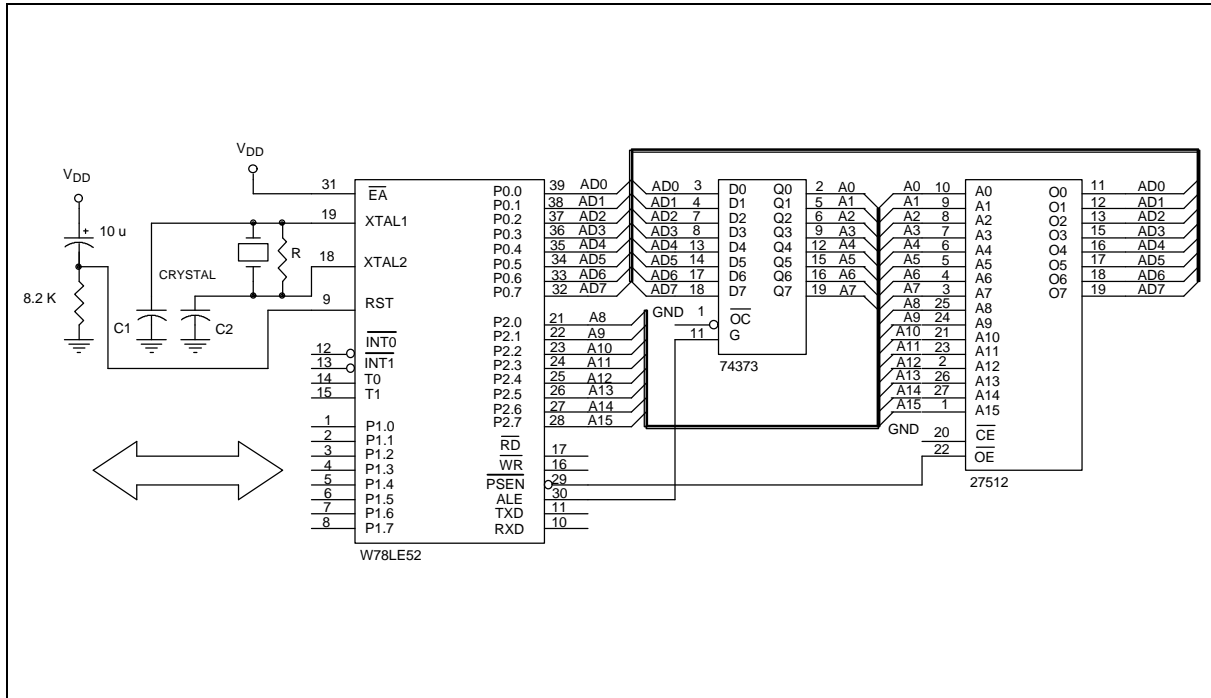 VDD
VDD
10 u
8.2 K
CRYSTAL
R
C1
C2
31
19
18
9
12
13
14
15
1
2
3
4
5
6
7
8
EA
XTAL1
XTAL2
RST
INT0
INT1
T0
T1
P1.0
P1.1
P1.2
P1.3
P1.4
P1.5
P1.6
P1.7
P0.0 39 AD0
P0.1 38 AD1
P0.2 37 AD2
P0.3 36 AD3
P0.4 35 AD4
P0.5 34 AD5
P0.6 33 AD6
P0.7 32 AD7
P2.0 21 A8
P2.1 22 A9
P2.2 23 A10
P2.3 24 A11
P2.4 25 A12
P2.5 26 A13
P2.6 27 A14
P2.7 28 A15
RD 17
WR 16
PSEN 29
ALE 30
TXD 11
RXD 10
W78LE52
AD0 3 D0 Q0 2 A0
AD1 4 D1 Q1 5 A1
AD2 7 D2 Q2 6 A2
AD3 8 D3 Q3 9 A3
AD4 13 D4 Q4 12 A4
AD5 14 D5 Q5 15 A5
AD6 17 D6 Q6 16 A6
AD7 18 D7 Q7 19 A7
GND 1 OC
11 G
74373
A0 10 A0 O0 11 AD0
A1 9 A1 O1 12 AD1
A2 8 A2 O2 13 AD2
A3 7 A3 O3 15 AD3
A4 6 A4 O4 16 AD4
A5 5 A5 O5 17 AD5
A6 4 A6 O6 18 AD6
A7 3 A7 O7 19 AD7
A8 25 A8
A9 24 A9
A10 21 A10
A11 23 A11
A12 2 A12
A13 26 A13
A14 27 A14
A15 1 A15
GND 20 CE
22 OE
27512